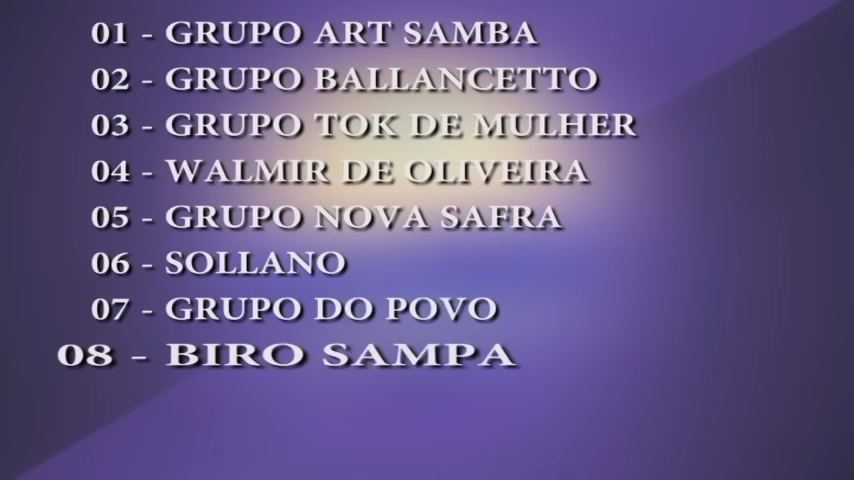 01 - GRUPO ART SAMBA
02 - GRUPO BALLANCETTO
03 - GRUPO TOK DE MULHER
04 - WALMIR DE OLIVEIRA
05 - GRUPO NOVA SAFRA
06 - SOLLANO
07 - GRUPO DO POVO
08 - BIRO SAMPA